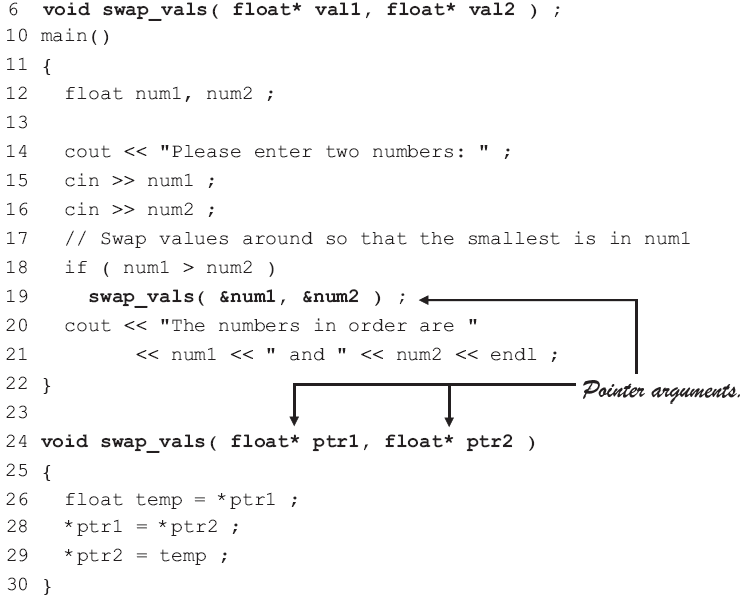 6 void swap_vals( float* val1, float* val2 ) ;
10 main()
11 {
12 float num1, num2 ;
13
14 cout << "Please enter two numbers: " ;
15 cin >> num1 ;
16 cin >> num2 ;
17 // Swap values around so that the smallest is in num1
18 if ( num1 > num2 )
19 swap_vals( &num1, &num2 ) ;
20 cout << "The numbers in order are "
21 << num1 << " and " << num2 << endl ;
22 }
Pointer arguments.
23
24 void swap_vals( float* ptr1, float* ptr2 )
25 {
26 float temp = *ptr1 ;
28 *ptr1 = *ptr2 ;
29 *ptr2 = temp ;
30 }